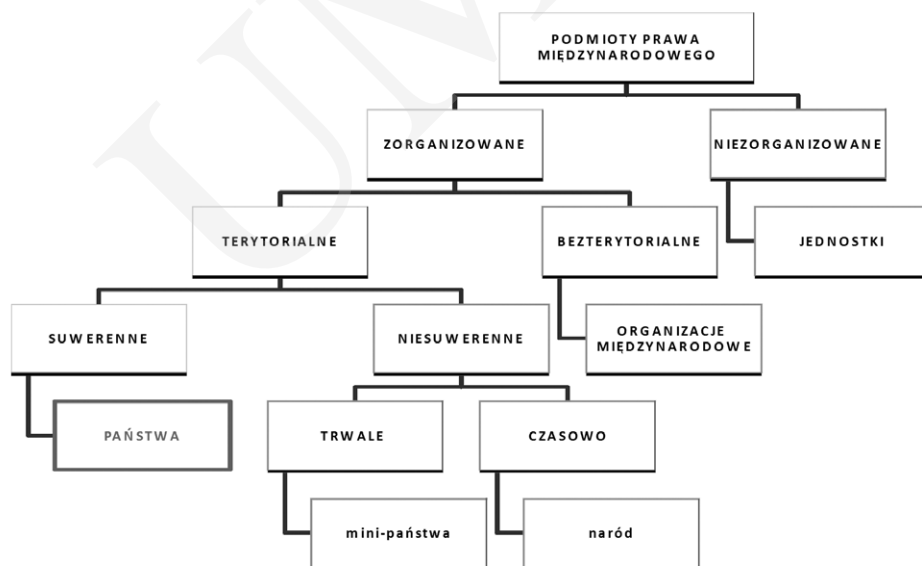 PODMIOTY PRAWA
MIĘDZYNARODOWEGO
ZORGANIZOWANE
NIEZORGANIZOWANE
TERYTORIALNE
BEZTERYTORIALNE
JEDNOSTKI
SUWERENNE
NIESUWERENNE
ORGANIZACJE
MIĘDZYNARODOWE
PAŃSTWA
TRWALE
CZASOWO
mini-państwa
naród